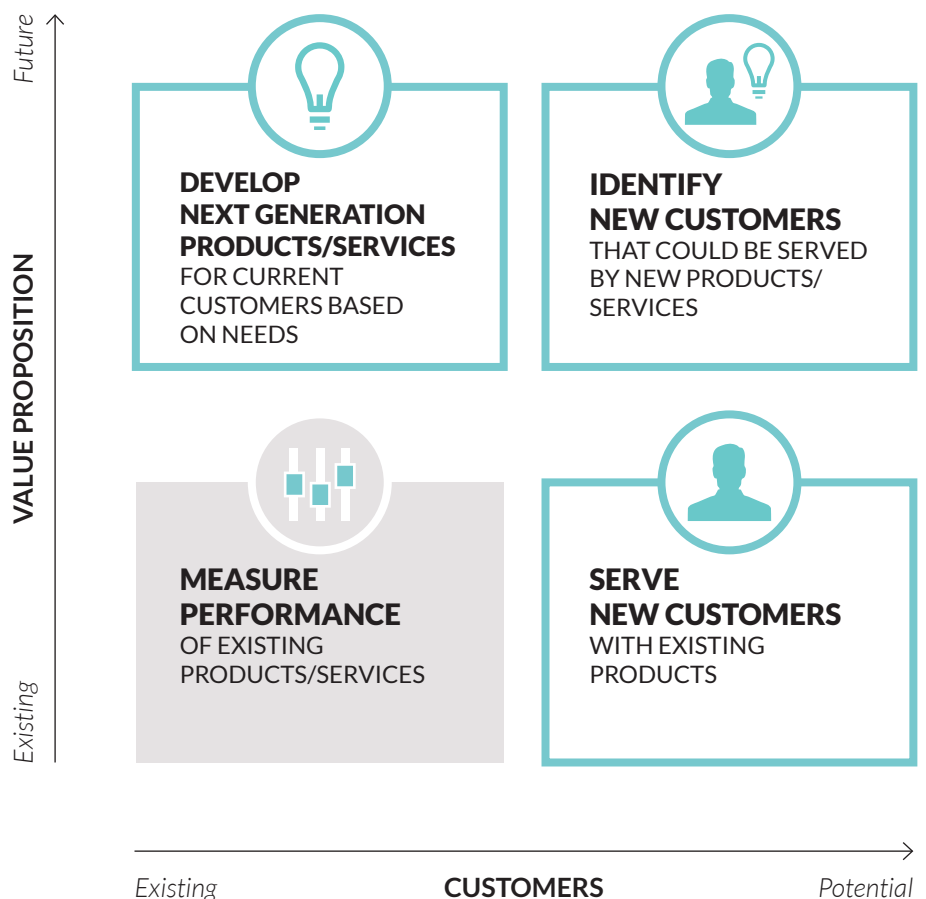 Future
VALUE PROPOSITION
Existing
DEVELOP
NEXT GENERATION
PRODUCTS/SERVICES
FOR CURRENT
CUSTOMERS BASED
ON NEEDS
IDENTIFY
NEW CUSTOMERS
THAT COULD BE SERVED
BY NEW PRODUCTS/
SERVICES
MEASURE
PERFORMANCE
OF EXISTING
PRODUCTS/SERVICES
SERVE
NEW CUSTOMERS
WITH EXISTING
PRODUCTS
Existing
CUSTOMERS
Potential